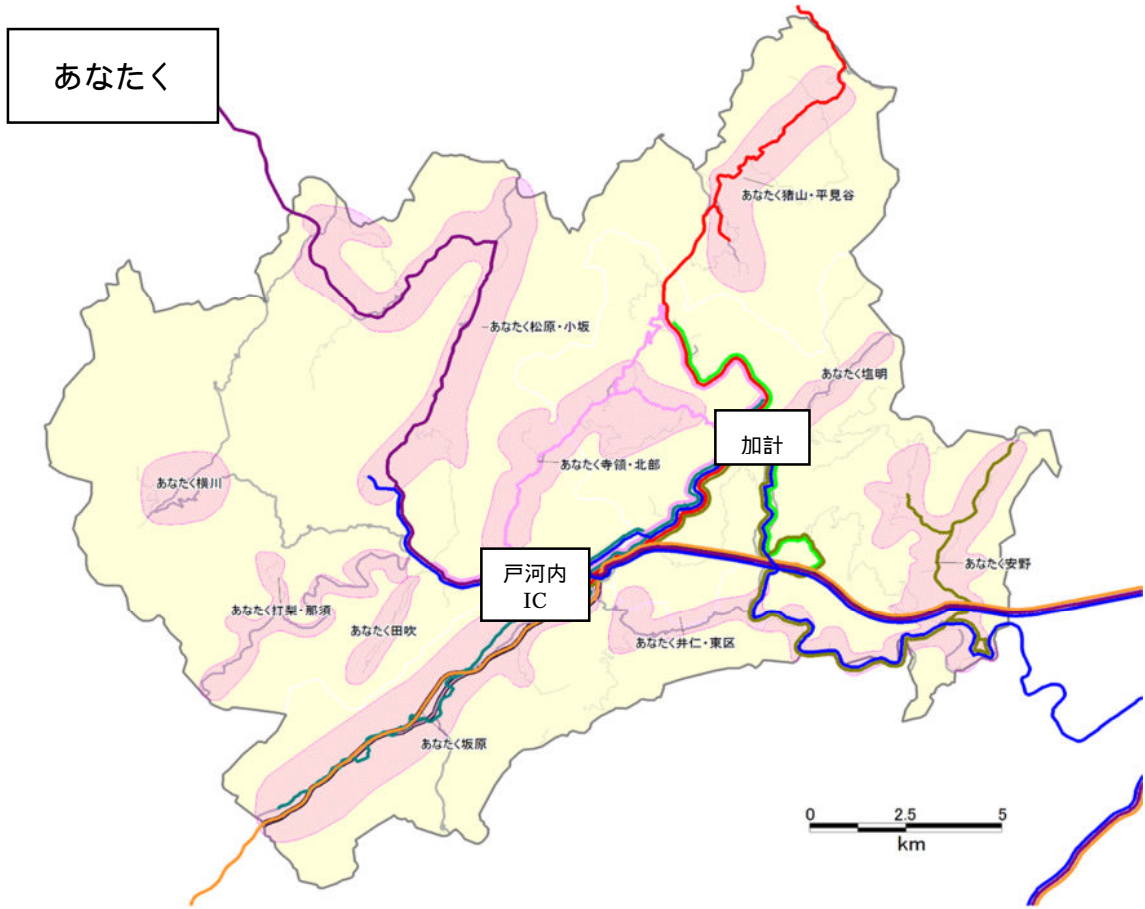 あなたく
あなたく猪山・平見谷
あなたく松原・小坂
あなたく塩明
加計
あなたく寺領・北部
あなたく横川
戸河内
IC
あなたく安野
あなたく打梨・那須
あなたく田吹
あなたく井仁・東区
あなたく坂原
0 2.5 5
km